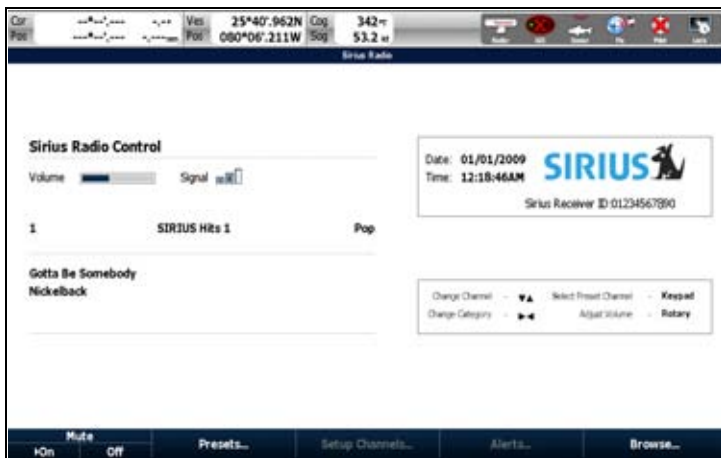 Cur ---°--'.--- -.-- Ves 25°40'.962N Cog 342°T
Pos ---°--'.--- -.---nm Pos 080°06'.211W Sog 53.2
Sirius Radio
Sirius Radio Control
Volume Signal
Date: 01/01/2009
Time: 12:18:46AM
SIRIUS
Sirius Receiver ID:01234567890
1 SIRIUS Hits 1 Pop
Gotta Be Somebody
Nickelback
Change Channel - ▼▲ Select Preset Channel - Keypad
Change Category - ►◄ Adjust Volume - Rotary
Mute
On Off Presets... Setup Channels... Alerts... Browse...